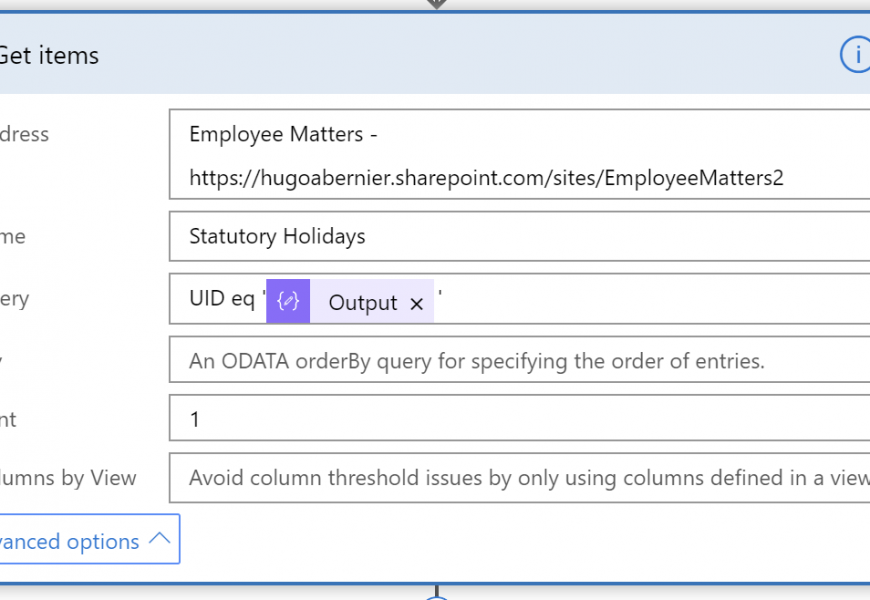 Get items
dress
Employee Matters -
https://hugoabernier.sharepoint.com/sites/EmployeeMatters2
me
Statutory Holidays
ery
UID eq ' Output × '
y
An ODATA orderBy query for specifying the order of entries.
nt
1
lumns by View
Avoid column threshold issues by only using columns defined in a view
vanced options